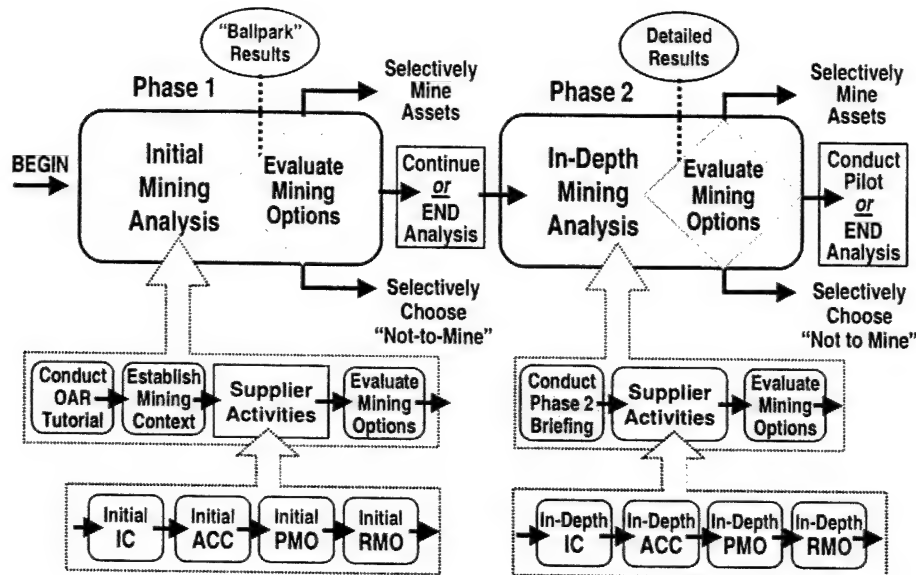 “Ballpark”
Results
Detailed
Results
Phase 1
Selectively
Mine
Assets
Phase 2
Selectively
Mine
Assets
BEGIN
Initial
Mining
Analysis
Evaluate
Mining
Options
Continue
or
END
Analysis
In-Depth
Mining
Analysis
Evaluate
Mining
Options
Conduct
Pilot
or
END
Analysis
Selectively
Choose
“Not-to-Mine”
Selectively
Choose
“Not to Mine”
Conduct
OAR
Tutorial
Establish
Mining
Context
Supplier
Activities
Evaluate
Mining
Options
Conduct
Phase 2
Briefing
Supplier
Activities
Evaluate
Mining
Options
Initial
IC
Initial
ACC
Initial
PMO
Initial
RMO
In-Depth
IC
In-Depth
ACC
In-Depth
PMO
In-Depth
RMO